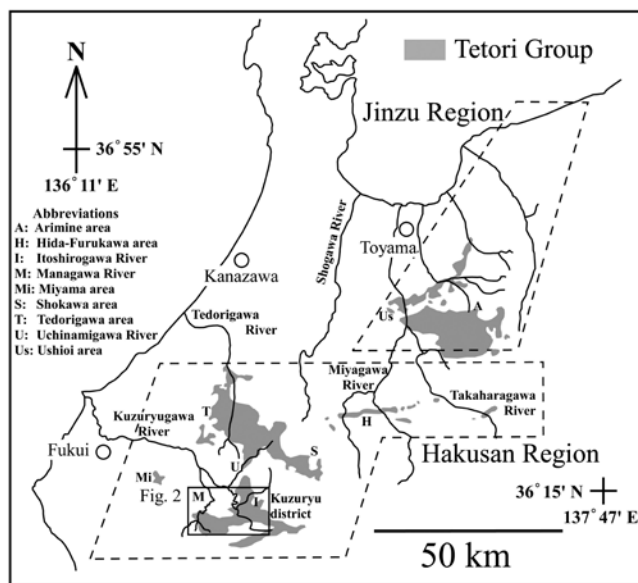 Tetori Group
Jinzu Region
N
36°55' N
136°11' E
Abbreviations
A: Arimine area
H: Hida-Furukawa area
I: Itoshirogawa River
M: Managawa River
Mi: Miyama area
S: Shokawa area
T: Tedorigawa area
U: Uchinamigawa River
Us: Ushioi area
Toyama
Kanazawa
Shogawa River
Tedorigawa
River
Us
A
Miyagawa
River
Takaharagawa
River
H
Kuzuryugawa
River
T
S
Fukui
U
Hakusan Region
Mi
Fig. 2
M
I
Kuzuryu
district
36°15' N
137°47' E
50 km